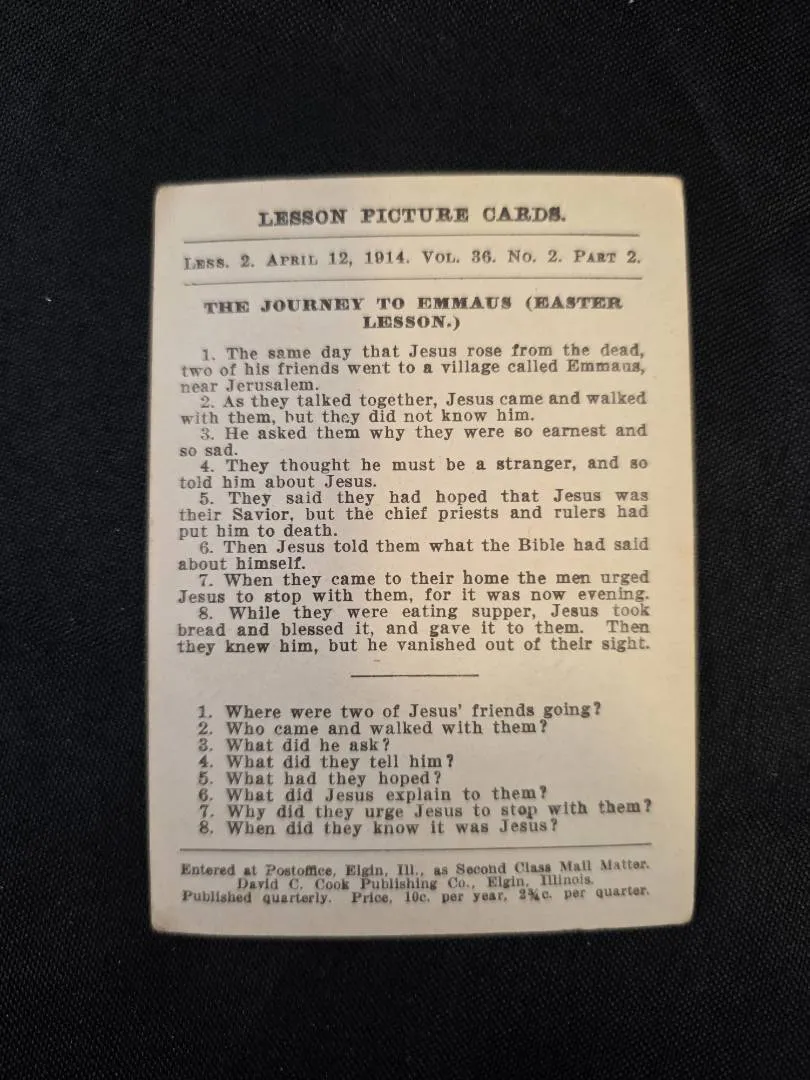 LESSON PICTURE CARDS.
LESS. 2. APRIL 12, 1914. VOL. 36. NO. 2. PART 2.
THE JOURNEY TO EMMAUS (EASTER
LESSON.)
1. The same day that Jesus rose from the dead,
two of his friends went to a village called Emmaus,
near Jerusalem.
2. As they talked together, Jesus came and walked
with them, but they did not know him.
3. He asked them why they were so earnest and
so sad.
4. They thought he must be a stranger, and so
told him about Jesus.
5. They said they had hoped that Jesus was
their Savior, but the chief priests and rulers had
put him to death.
6. Then Jesus told them what the Bible had said
about himself.
7. When they came to their home the men urged
Jesus to stop with them, for it was now evening.
8. While they were eating supper, Jesus took
bread and blessed it, and gave it to them. Then
they knew him, but he vanished out of their sight.
1. Where were two of Jesus' friends going?
2. Who came and walked with them?
3. What did he ask?
4. What did they tell him?
5. What had they hoped?
6. What did Jesus explain to them?
7. Why did they urge Jesus to stop with them?
8. When did they know it was Jesus?
Entered at Postoffice, Elgin, Ill., as Second Class Mail Matter.
David C. Cook Publishing Co., Elgin, Illinois.
Published quarterly. Price, 10c. per year, 2¾c. per quarter.